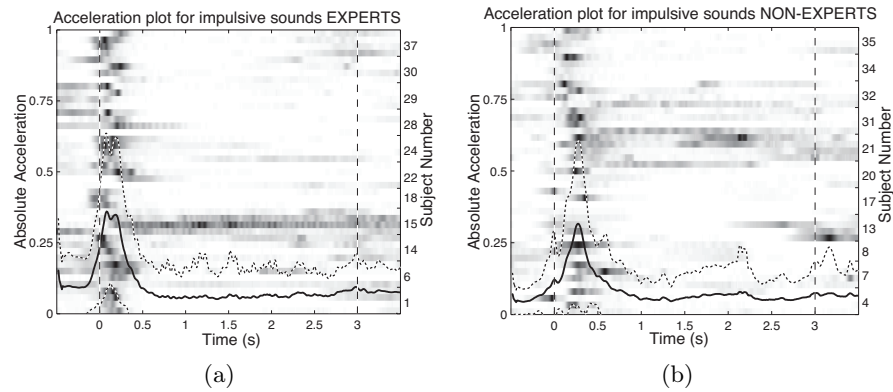 Acceleration plot for impulsive sounds EXPERTS
1
0.75
0.5
0.25
0
Absolute Acceleration
37
30
29
28
24
22
18
15
14
6
1
Subject Number
0 0.5 1 1.5 2 2.5 3
Time (s)
(a)
Acceleration plot for impulsive sounds NON-EXPERTS
1
0.75
0.5
0.25
0
Absolute Acceleration
35
34
32
31
21
20
17
13
8
7
4
Subject Number
0 0.5 1 1.5 2 2.5 3 3.5
Time (s)
(b)